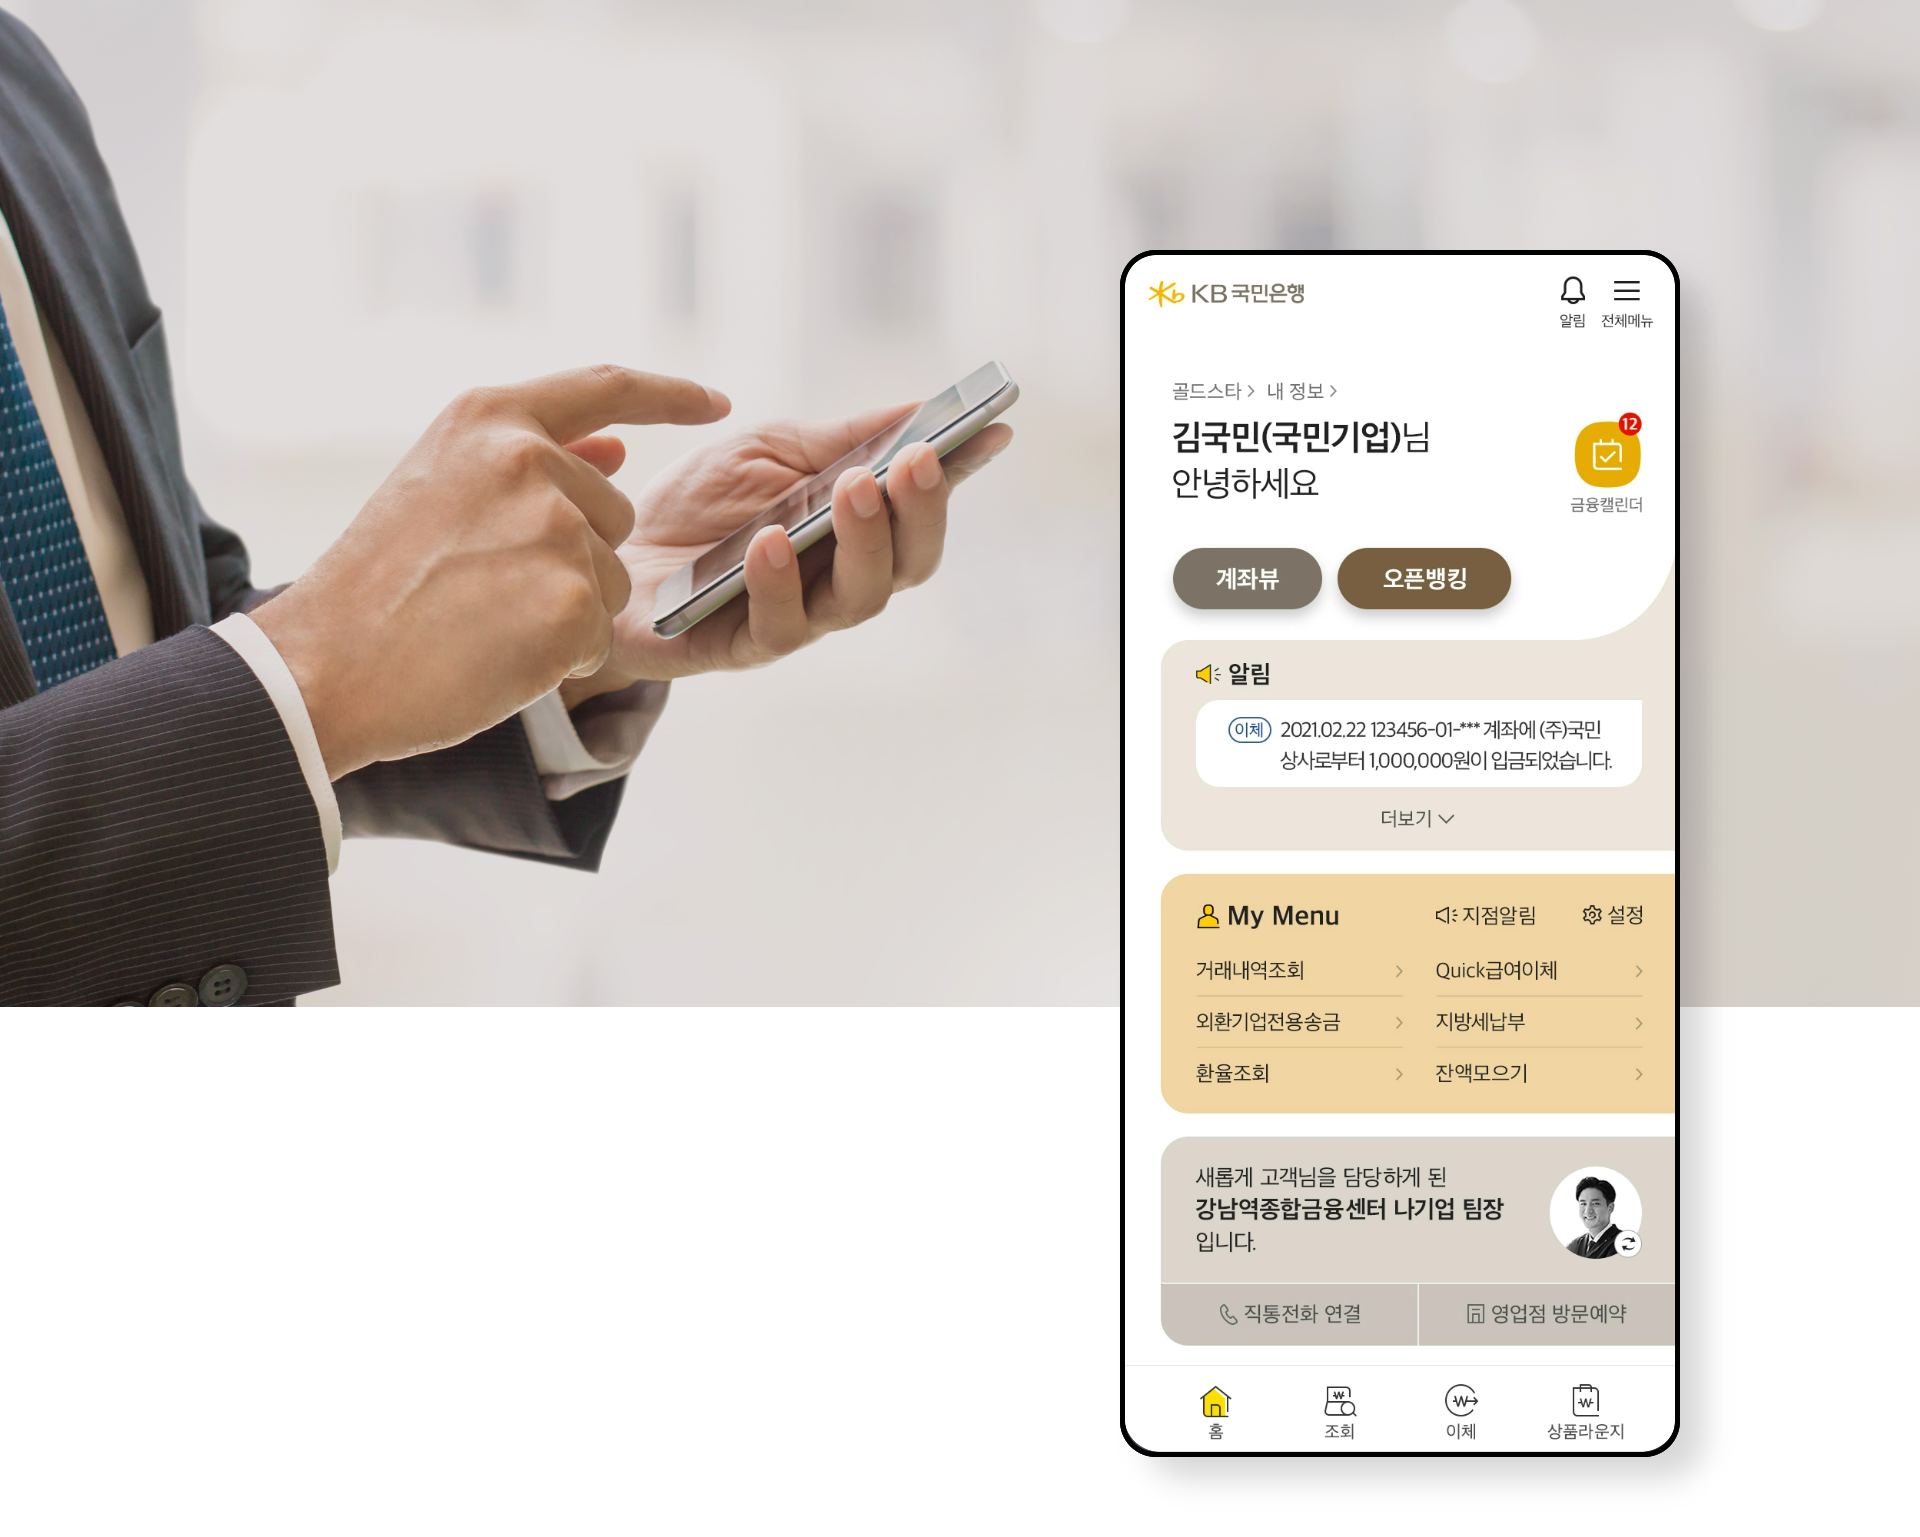 KB 국민은행
알림 전체메뉴
골드스타 > 내 정보 >
김국민(국민기업)님
안녕하세요
12
금융캘린더
계좌뷰 오픈뱅킹
알림
이체 2021.02.22 123456-01-*** 계좌에 (주)국민
상사로부터 1,000,000원이 입금되었습니다.
더보기
My Menu 지점알림 설정
거래내역조회 > Quick급여이체 >
외환기업전용송금 > 지방세납부 >
환율조회 > 잔액모으기 >
새롭게 고객님을 담당하게 된
강남역종합금융센터 나기업 팀장
입니다.
직통전화 연결 영업점 방문예약
홈 조회 이체 상품라운지